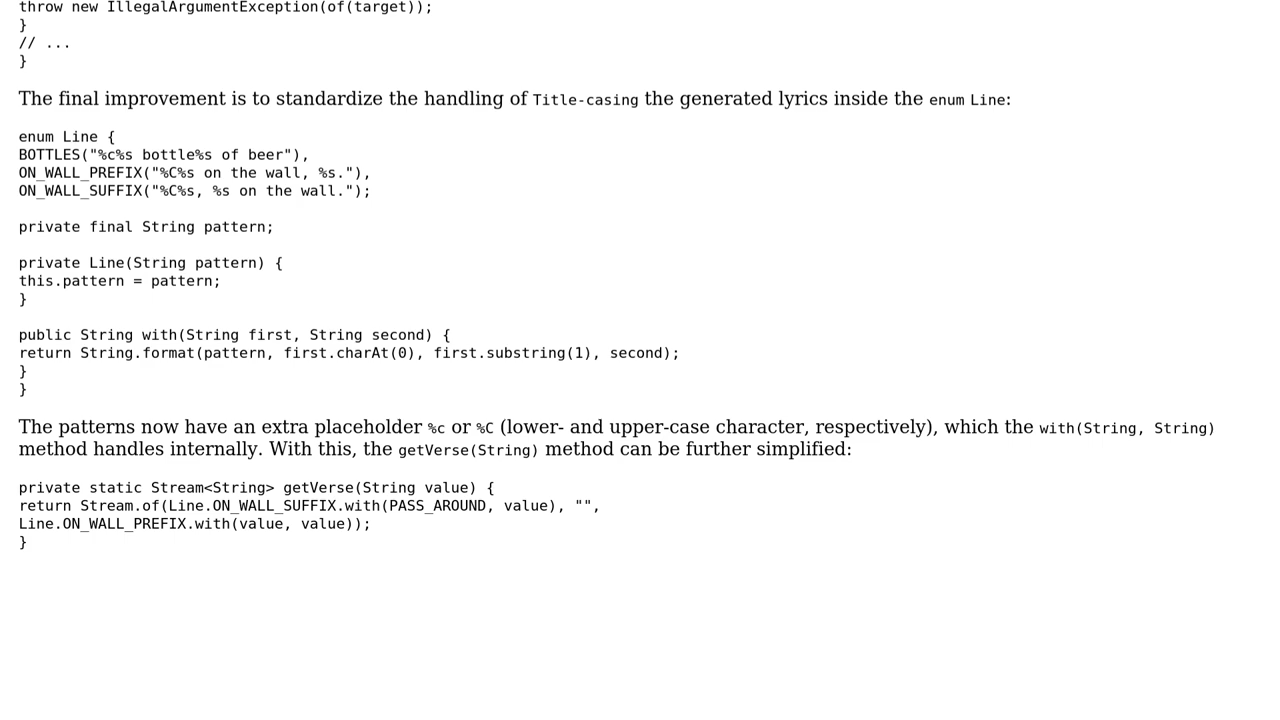 throw new IllegalArgumentException(of(target));
}
// ...
}
The final improvement is to standardize the handling of Title-casing the generated lyrics inside the enum Line:
enum Line {
BOTTLES("%c%s bottle%s of beer"),
ON_WALL_PREFIX("%C%s on the wall, %s."),
ON_WALL_SUFFIX("%C%s, %s on the wall.");
private final String pattern;
private Line(String pattern) {
this.pattern = pattern;
}
public String with(String first, String second) {
return String.format(pattern, first.charAt(0), first.substring(1), second);
}
}
The patterns now have an extra placeholder %c or %C (lower- and upper-case character, respectively), which the with(String, String)
method handles internally. With this, the getVerse(String) method can be further simplified:
private static Stream<String> getVerse(String value) {
return Stream.of(Line.ON_WALL_SUFFIX.with(PASS_AROUND, value), "",
Line.ON_WALL_PREFIX.with(value, value));
}